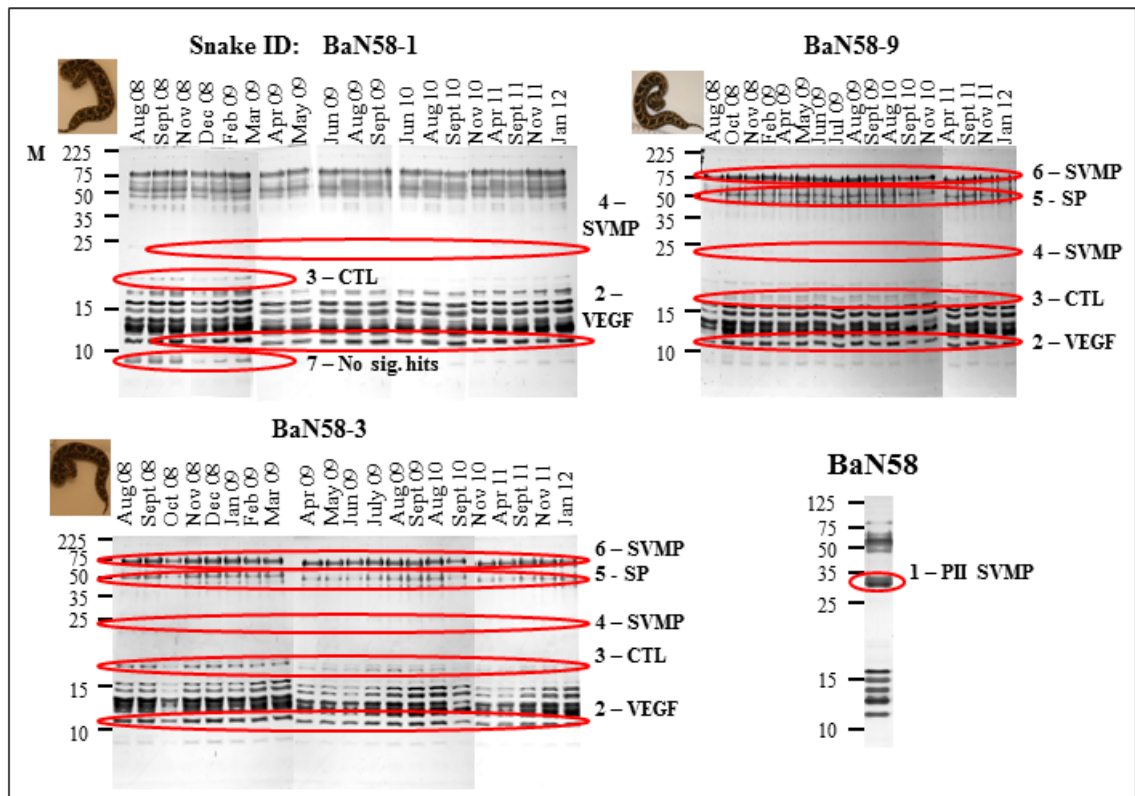 Snake ID: BaN58-1
Aug 08
Sept 08
Nov 08
Dec 08
Feb 09
Mar 09
Apr 09
May 09
Jun 09
Aug 09
Sept 09
Jun 10
Aug 10
Sept 10
Nov 10
Apr 11
Sept 11
Nov 11
Jan 12
M
225
75
50
35
25
15
10
4 –
SVMP
3 – CTL
2 –
VEGF
7 – No sig. hits
BaN58-9
Aug 08
Oct 08
Nov 08
Feb 09
Apr 09
May 09
Jun 09
Jul 09
Aug 09
Sept 09
Aug 10
Sept 10
Nov 10
Apr 11
Sept 11
Nov 11
Jan 12
225
75
50
35
25
15
10
6 – SVMP
5 - SP
4 – SVMP
3 – CTL
2 – VEGF
BaN58-3
Aug 08
Sept 08
Oct 08
Nov 08
Dec 08
Jan 09
Feb 09
Mar 09
Apr 09
May 09
Jun 09
July 09
Aug 09
Sept 09
Aug 10
Sept 10
Nov 10
Apr 11
Sept 11
Nov 11
Jan 12
225
75
50
35
25
15
10
6 – SVMP
5 - SP
4 – SVMP
3 – CTL
2 – VEGF
BaN58
125
75
50
35
25
15
10
1 – PII SVMP